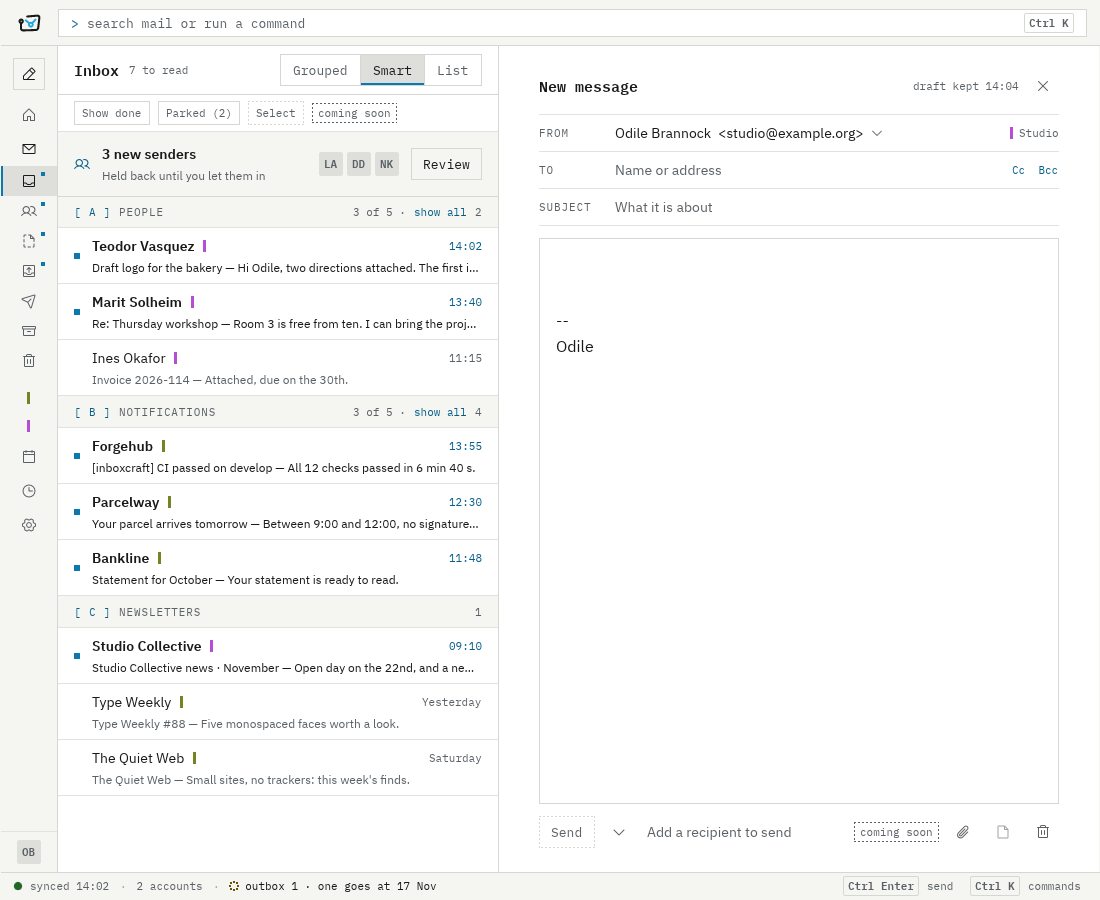 > search mail or run a command
Ctrl K
Inbox 7 to read
Grouped Smart List
Show done Parked (2) Select coming soon
3 new senders
Held back until you let them in
LA DD NK Review
[ A ] PEOPLE 3 of 5 · show all 2
Teodor Vasquez 14:02
Draft logo for the bakery — Hi Odile, two directions attached. The first i…
Marit Solheim 13:40
Re: Thursday workshop — Room 3 is free from ten. I can bring the proj…
Ines Okafor 11:15
Invoice 2026-114 — Attached, due on the 30th.
[ B ] NOTIFICATIONS 3 of 5 · show all 4
Forgehub 13:55
[inboxcraft] CI passed on develop — All 12 checks passed in 6 min 40 s.
Parcelway 12:30
Your parcel arrives tomorrow — Between 9:00 and 12:00, no signature…
Bankline 11:48
Statement for October — Your statement is ready to read.
[ C ] NEWSLETTERS 1
Studio Collective 09:10
Studio Collective news · November — Open day on the 22nd, and a ne…
Type Weekly Yesterday
Type Weekly #88 — Five monospaced faces worth a look.
The Quiet Web Saturday
The Quiet Web — Small sites, no trackers: this week's finds.
OB
New message draft kept 14:04
FROM Odile Brannock <studio@example.org> Studio
TO Name or address Cc Bcc
SUBJECT What it is about
--
Odile
Send Add a recipient to send coming soon
synced 14:02 · 2 accounts · outbox 1 · one goes at 17 Nov
Ctrl Enter send Ctrl K commands